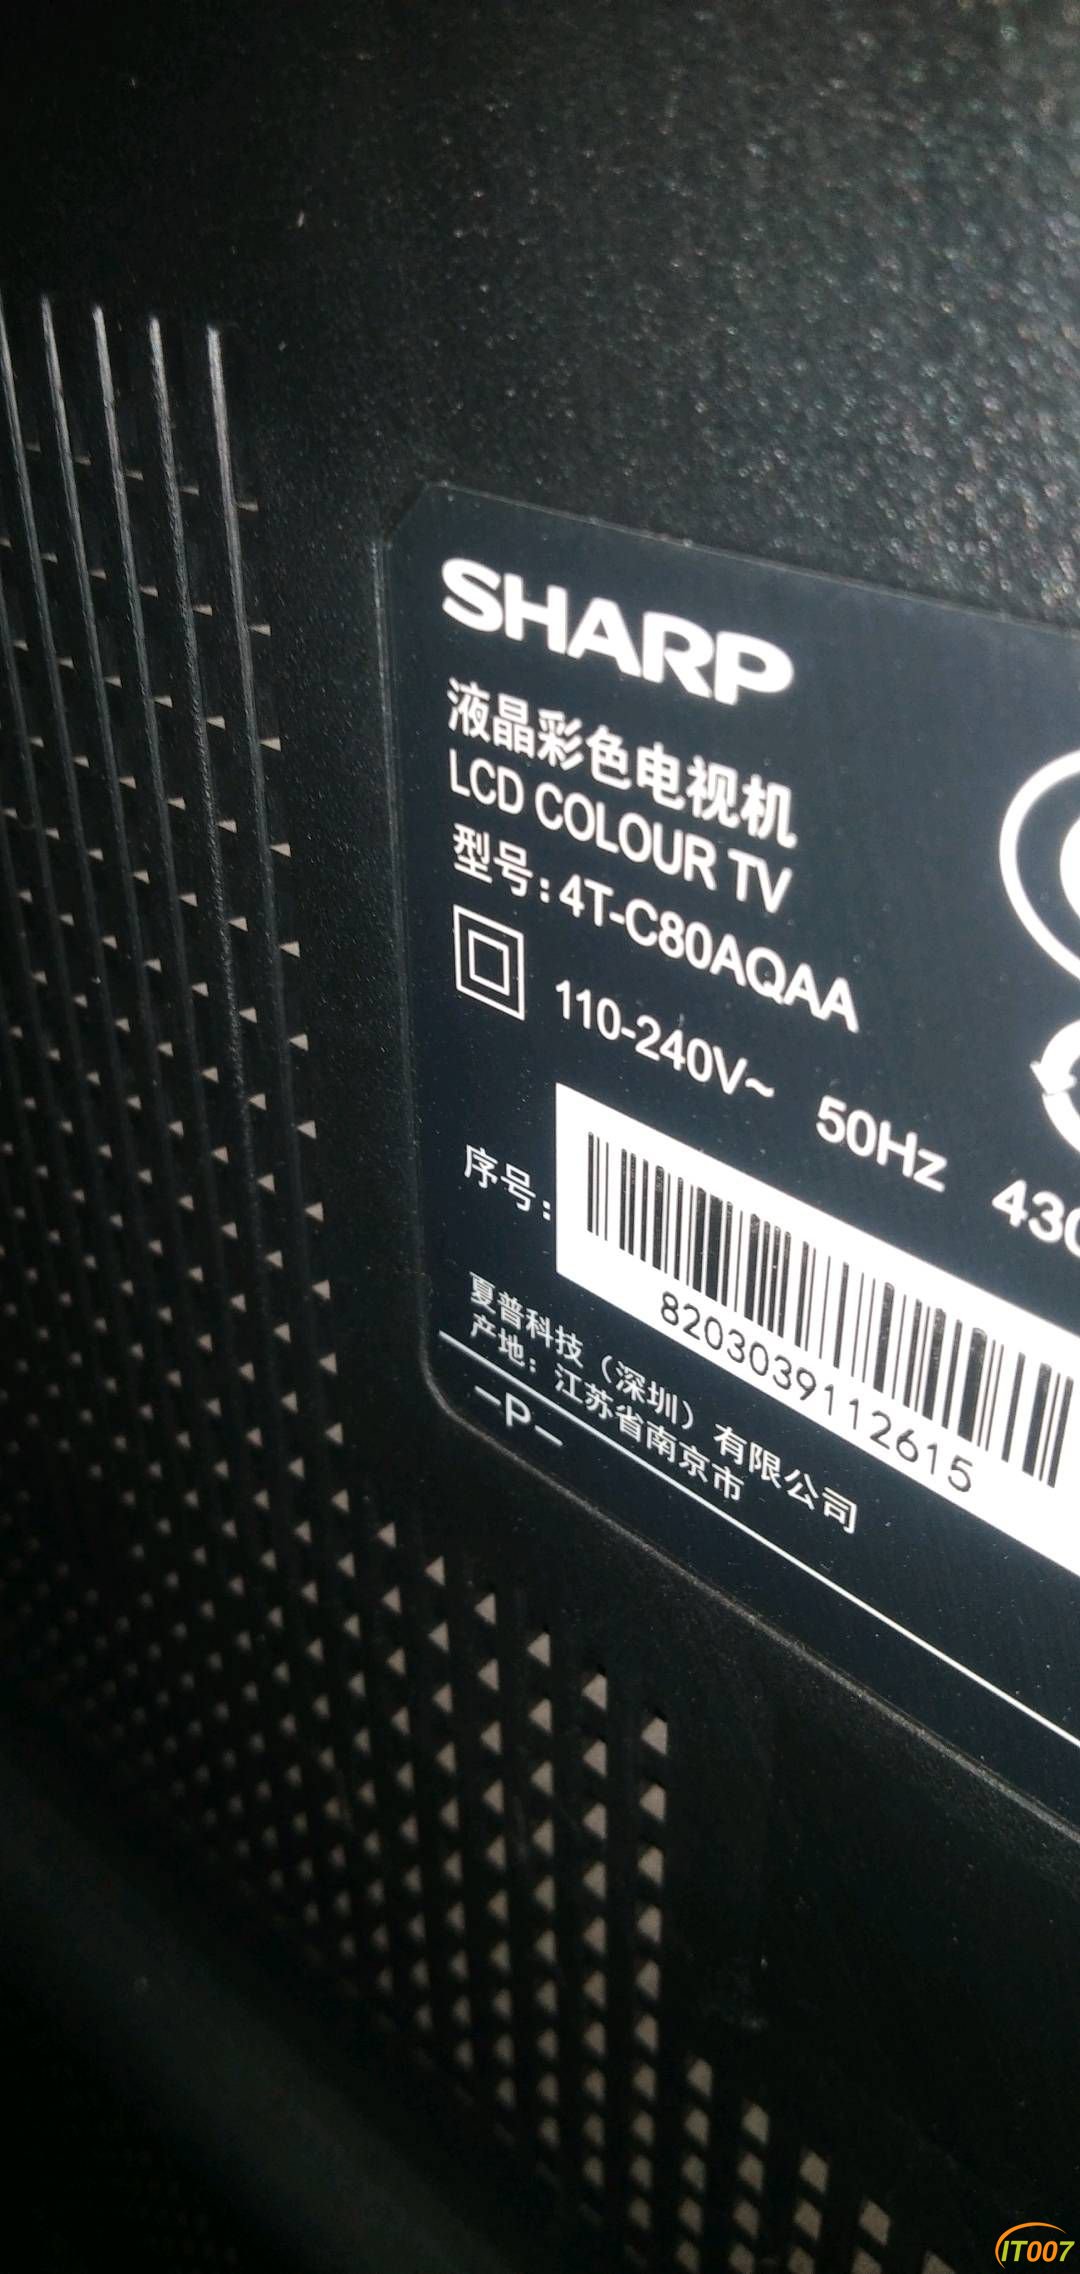 SHARP
液晶彩色电视机
LCD COLOUR TV
型号:4T-C80AQAA
110-240V~ 50Hz 430
序号:
8203039112615
夏普科技（深圳）有限公司
产地：江苏省南京市
-P-
IT007